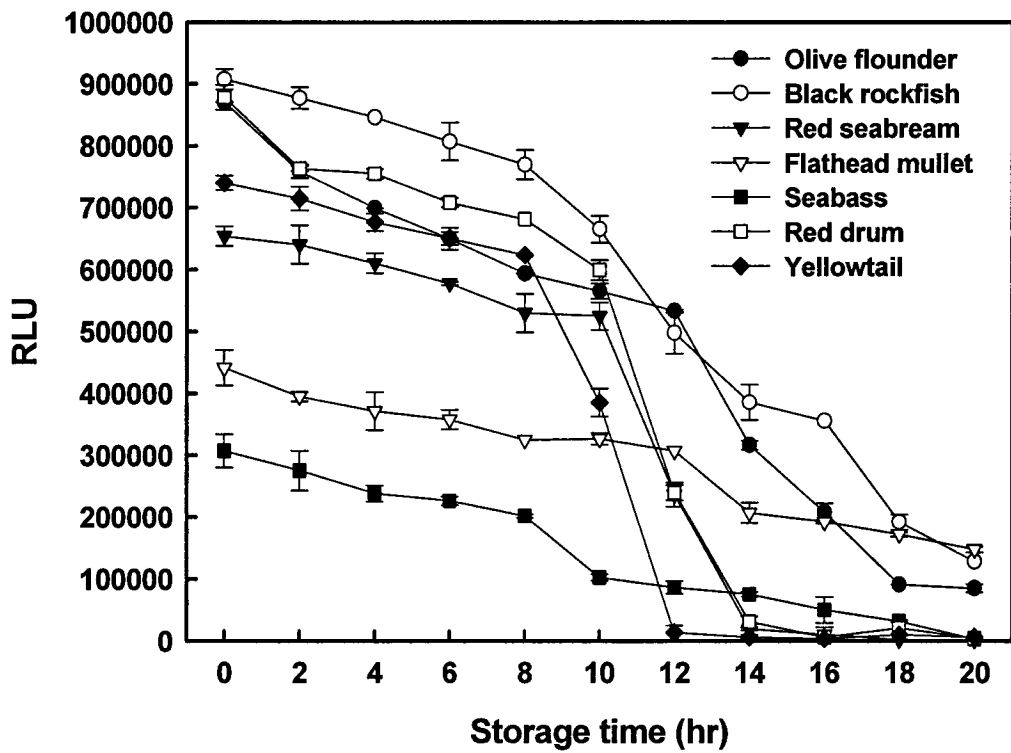 1000000
900000
800000
700000
600000
500000
400000
300000
200000
100000
0
RLU
Olive flounder
Black rockfish
Red seabream
Flathead mullet
Seabass
Red drum
Yellowtail
0 2 4 6 8 10 12 14 16 18 20
Storage time (hr)